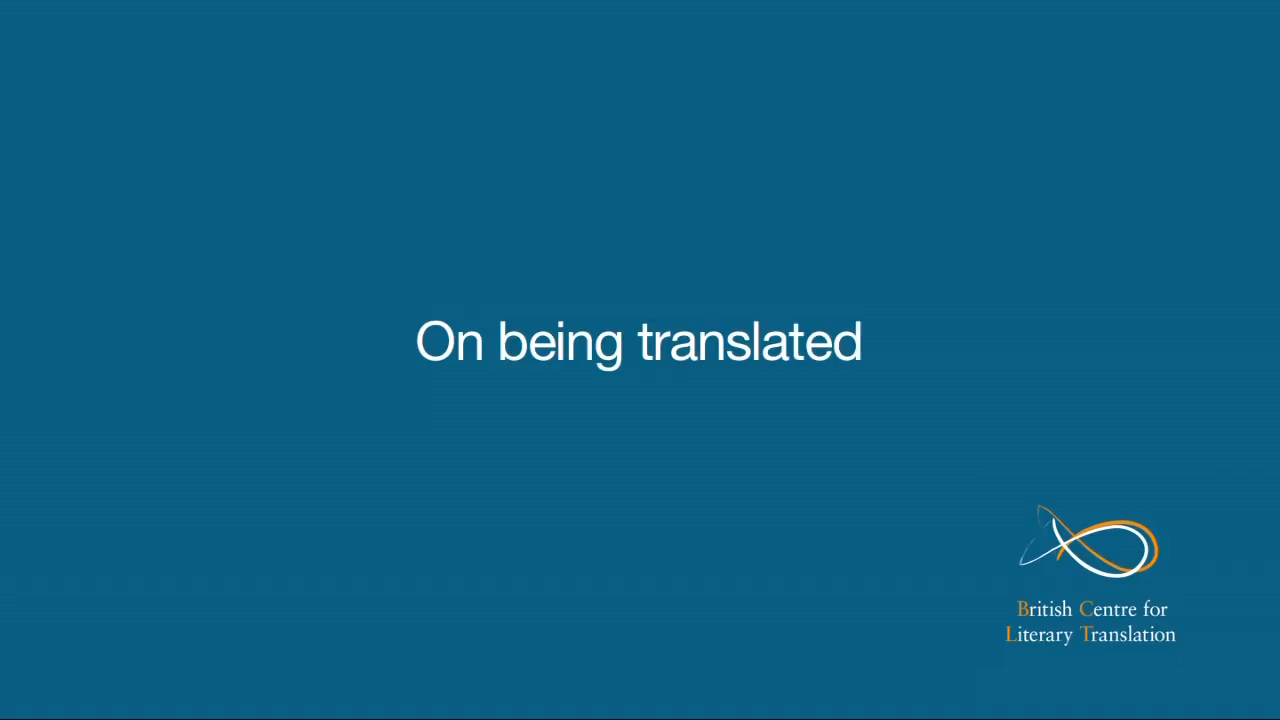 On being translated
British Centre for
Literary Translation